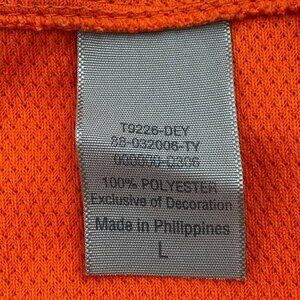 T9226-DEY
88-032006-TY
000000-0306
100% POLYESTER
Exclusive of Decoration
Made in Philippines
L